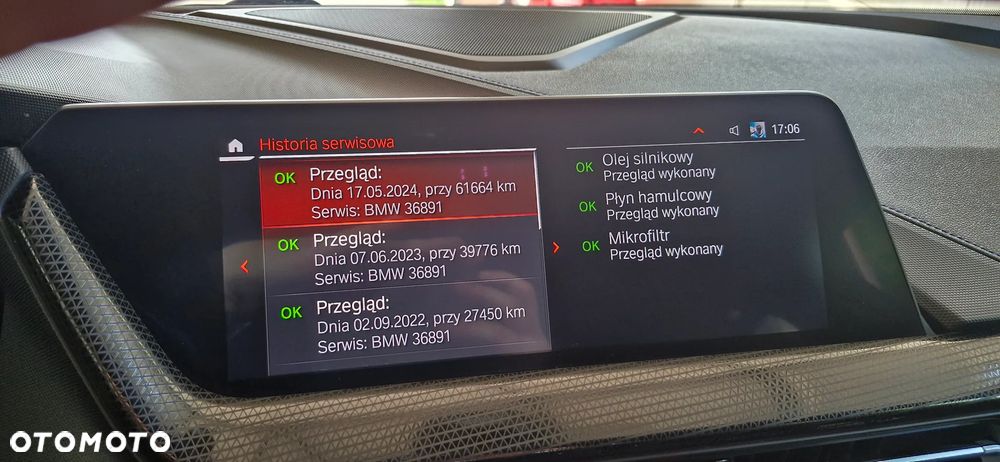 17:06
Historia serwisowa
OK Przegląd:
Dnia 17.05.2024, przy 61664 km
Serwis: BMW 36891
OK Przegląd:
Dnia 07.06.2023, przy 39776 km
Serwis: BMW 36891
OK Przegląd:
Dnia 02.09.2022, przy 27450 km
Serwis: BMW 36891
OK Olej silnikowy
Przegląd wykonany
OK Płyn hamulcowy
Przegląd wykonany
OK Mikrofiltr
Przegląd wykonany
OTOMOTO